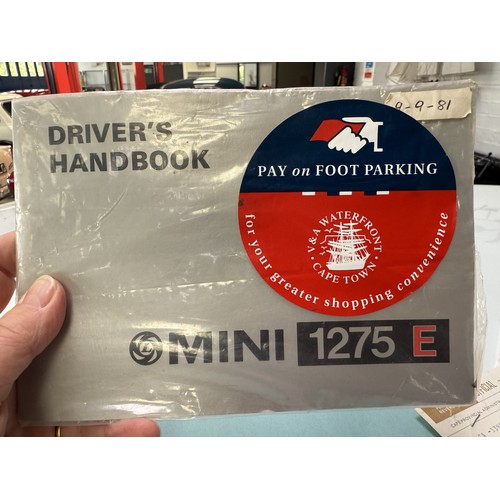 9-9-81
DRIVER'S
HANDBOOK
PAY on FOOT PARKING
V&A WATERFRONT
CAPE TOWN
for your greater shopping convenience
MINI 1275 E